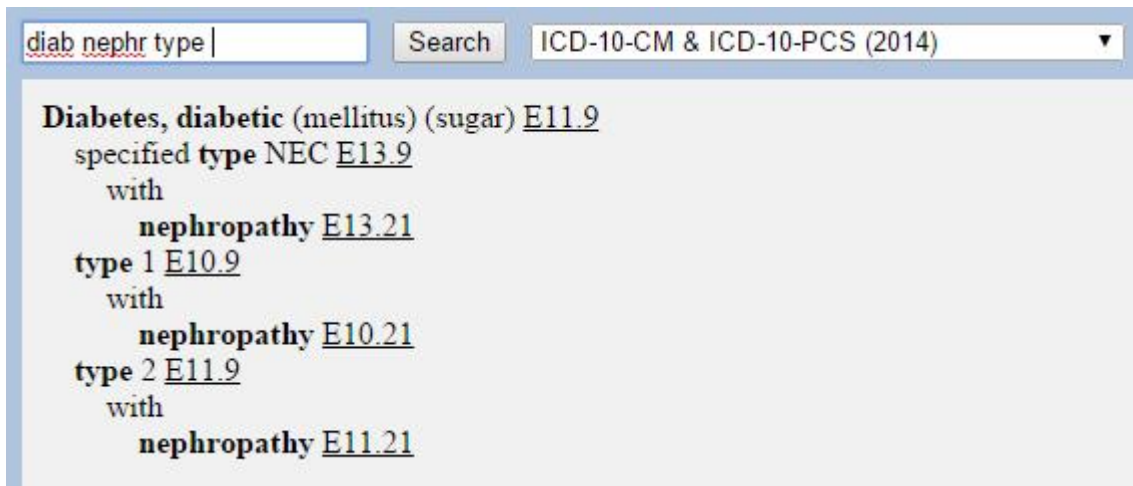 diab nephr type Search ICD-10-CM & ICD-10-PCS (2014)
Diabetes, diabetic (mellitus) (sugar) E11.9
specified type NEC E13.9
with
nephropathy E13.21
type 1 E10.9
with
nephropathy E10.21
type 2 E11.9
with
nephropathy E11.21